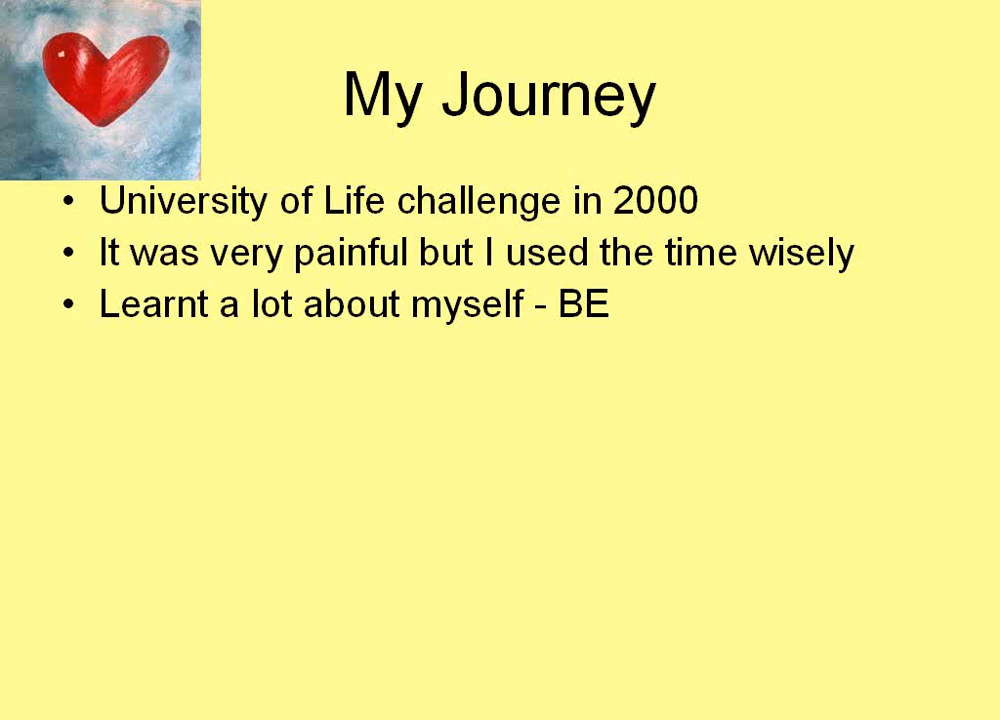 My Journey
• University of Life challenge in 2000
• It was very painful but I used the time wisely
• Learnt a lot about myself - BE